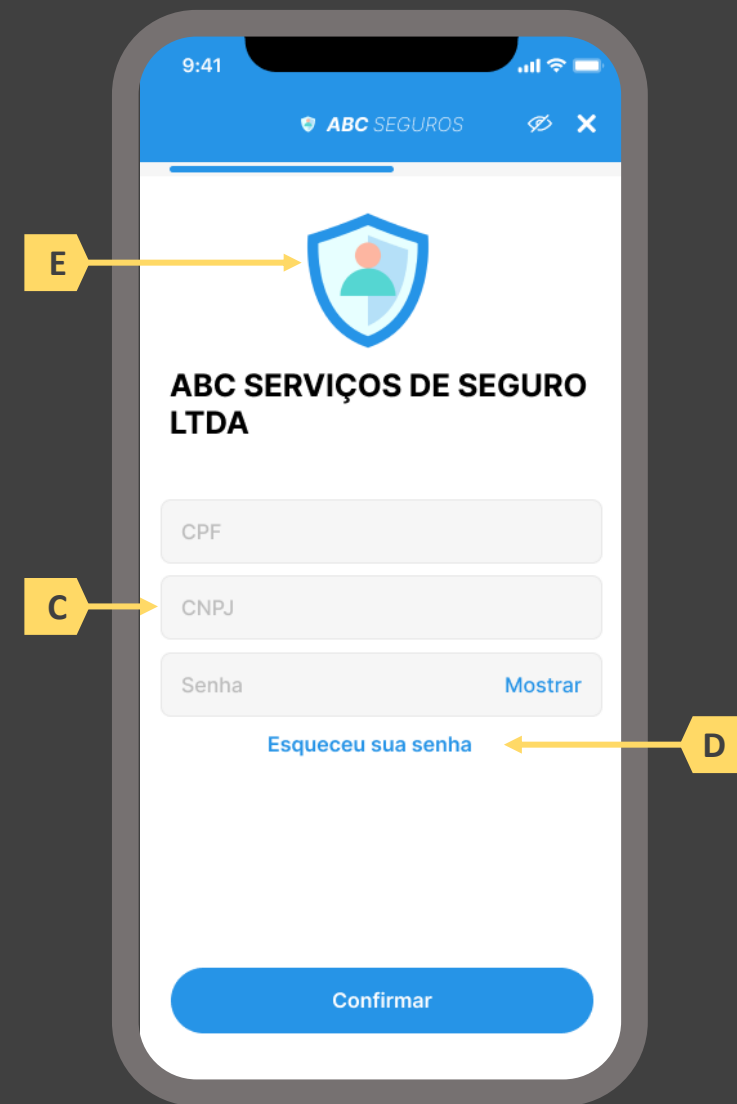 9:41
ABC SEGUROS
E
ABC SERVIÇOS DE SEGURO
LTDA
CPF
C
CNPJ
Senha
Mostrar
Esqueceu sua senha
D
Confirmar